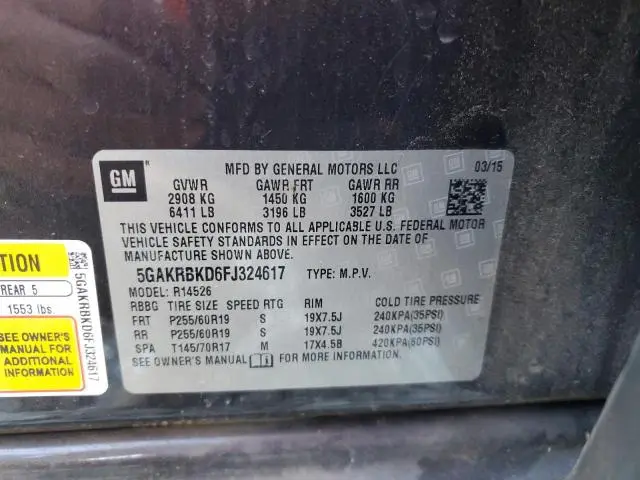 GM
MFD BY GENERAL MOTORS LLC 03/15
GVWR GAWR FRT GAWR RR
2908 KG 1450 KG 1600 KG
6411 LB 3196 LB 3527 LB
THIS VEHICLE CONFORMS TO ALL APPLICABLE U.S. FEDERAL MOTOR
VEHICLE SAFETY STANDARDS IN EFFECT ON THE DATE OF
MANUFACTURE SHOWN ABOVE.
5GAKRBKD6FJ324617 TYPE: M.P.V.
MODEL: R14526
RBBG TIRE SIZE SPEED RTG RIM COLD TIRE PRESSURE
FRT P255/60R19 S 19X7.5J 240KPA(35PSI)
RR P255/60R19 S 19X7.5J 240KPA(35PSI)
SPA T145/70R17 M 17X4.5B 420KPA(60PSI)
SEE OWNER'S MANUAL FOR MORE INFORMATION.
TION
REAR 5
1553 lbs.
SEE OWNER'S
MANUAL FOR
ADDITIONAL
INFORMATION
5GAKRBKD6FJ324617